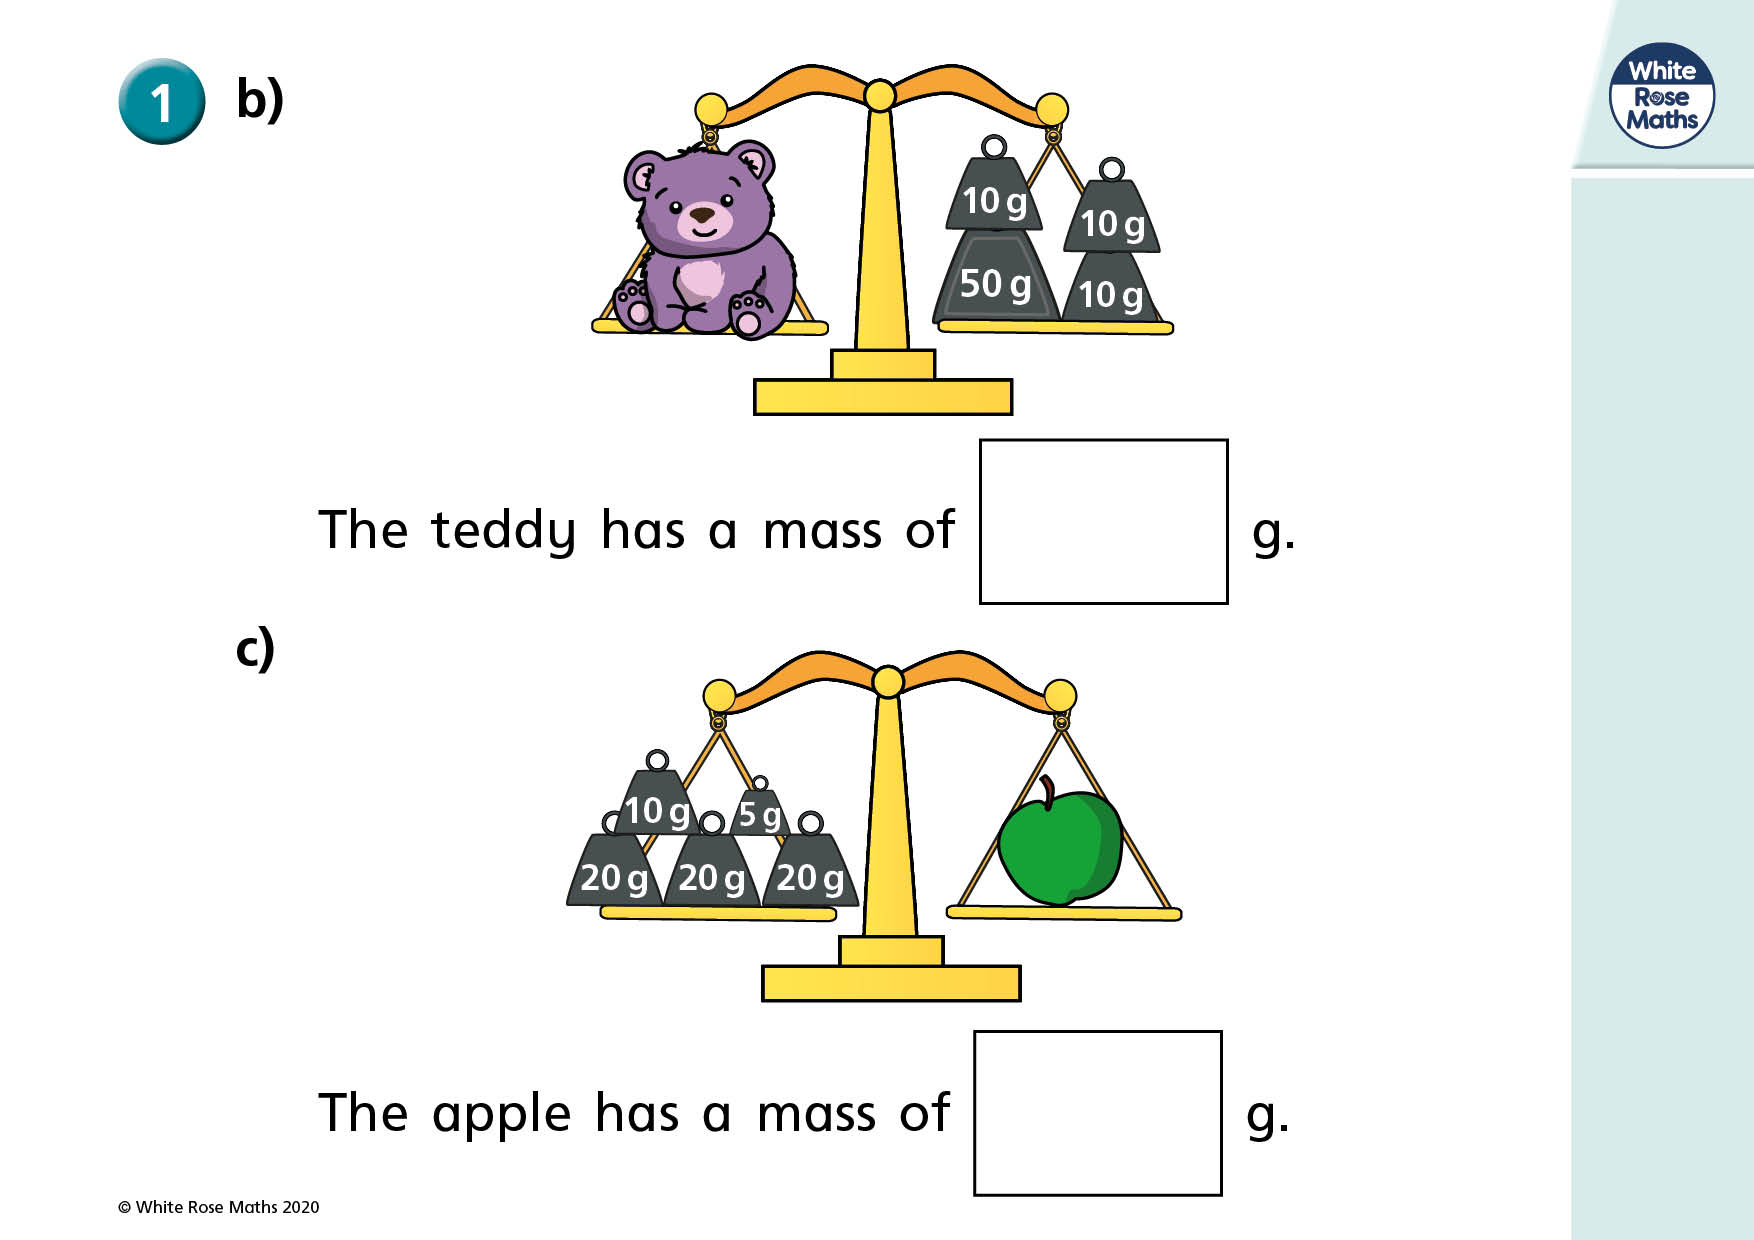 1 b)
White
Rose
Maths
10 g
10 g
50 g
10 g
The teddy has a mass of g.
c)
10 g
5 g
20 g
20 g
20 g
The apple has a mass of g.
© White Rose Maths 2020